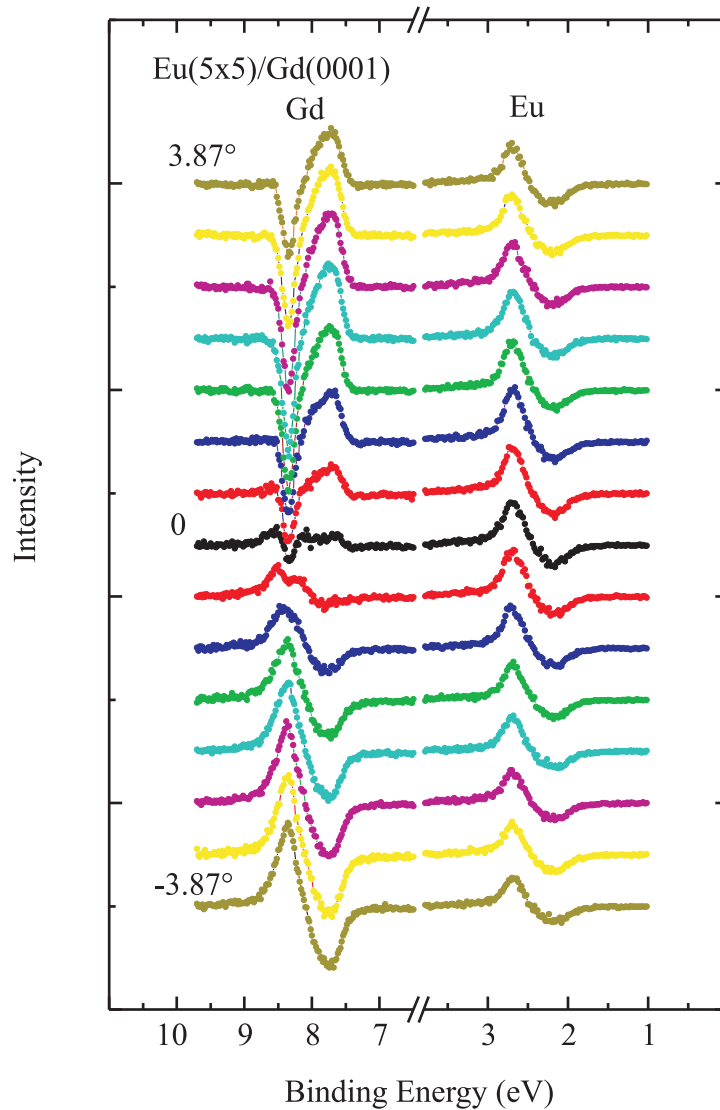 Eu(5x5)/Gd(0001)
Gd
Eu
3.87°
0
-3.87°
Intensity
10 9 8 7 3 2 1
Binding Energy (eV)